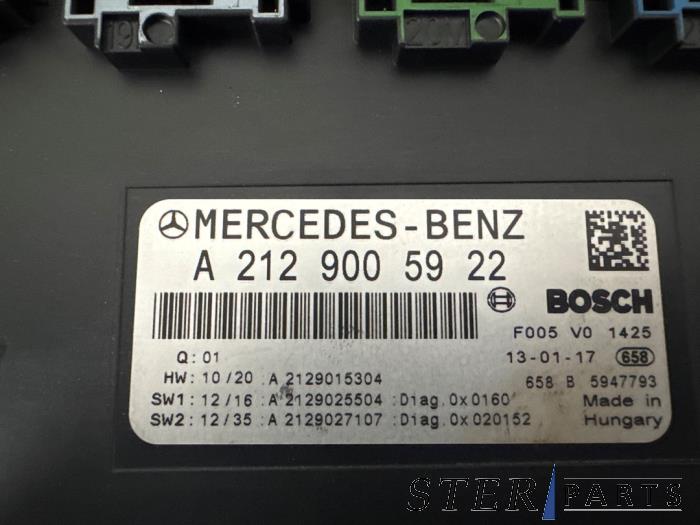 19
20M
MERCEDES-BENZ
A 212 900 59 22
BOSCH
F005 V0 1425
Q: 01
13-01-17 658
HW: 10/20 :A 2129015304
658 B 5947793
SW1: 12/16 :A 2129025504 :Diag.0x0160
Made in
SW2: 12/35 :A 2129027107 :Diag.0x020152
Hungary
STER PARTS